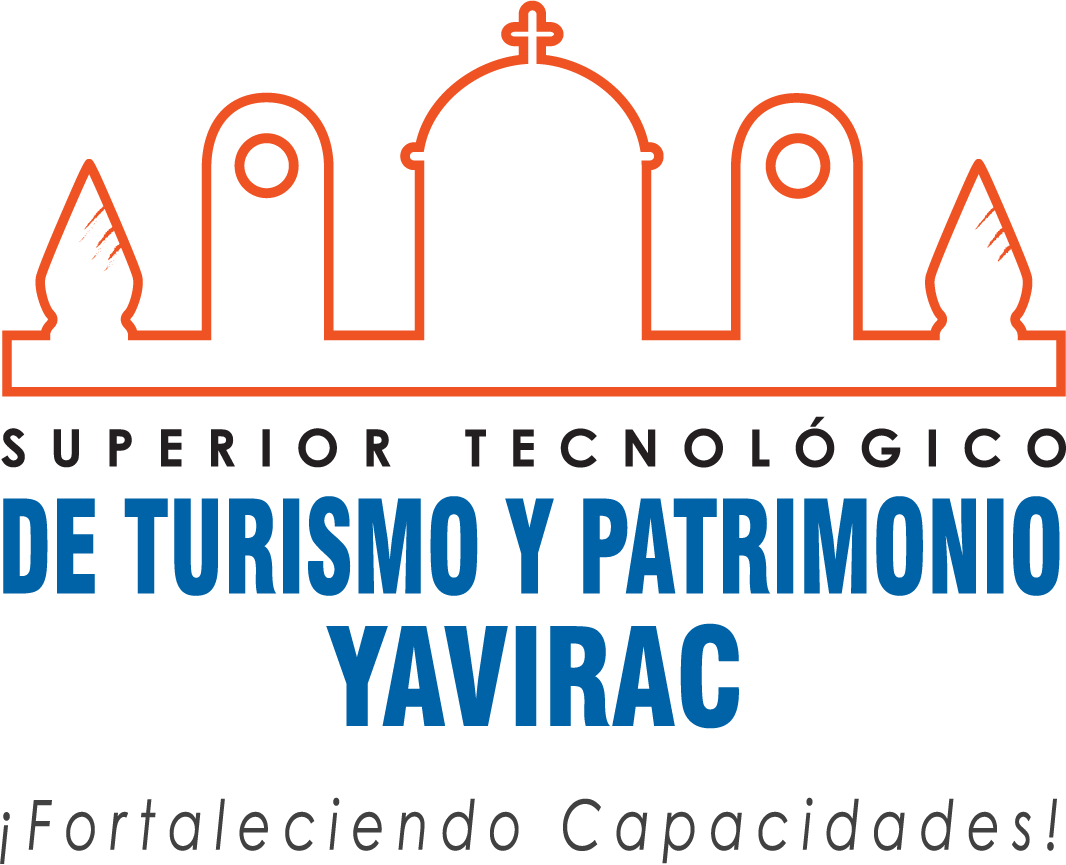 SUPERIOR TECNOLÓGICO
DE TURISMO Y PATRIMONIO
YAVIRAC
¡Fortaleciendo Capacidades!